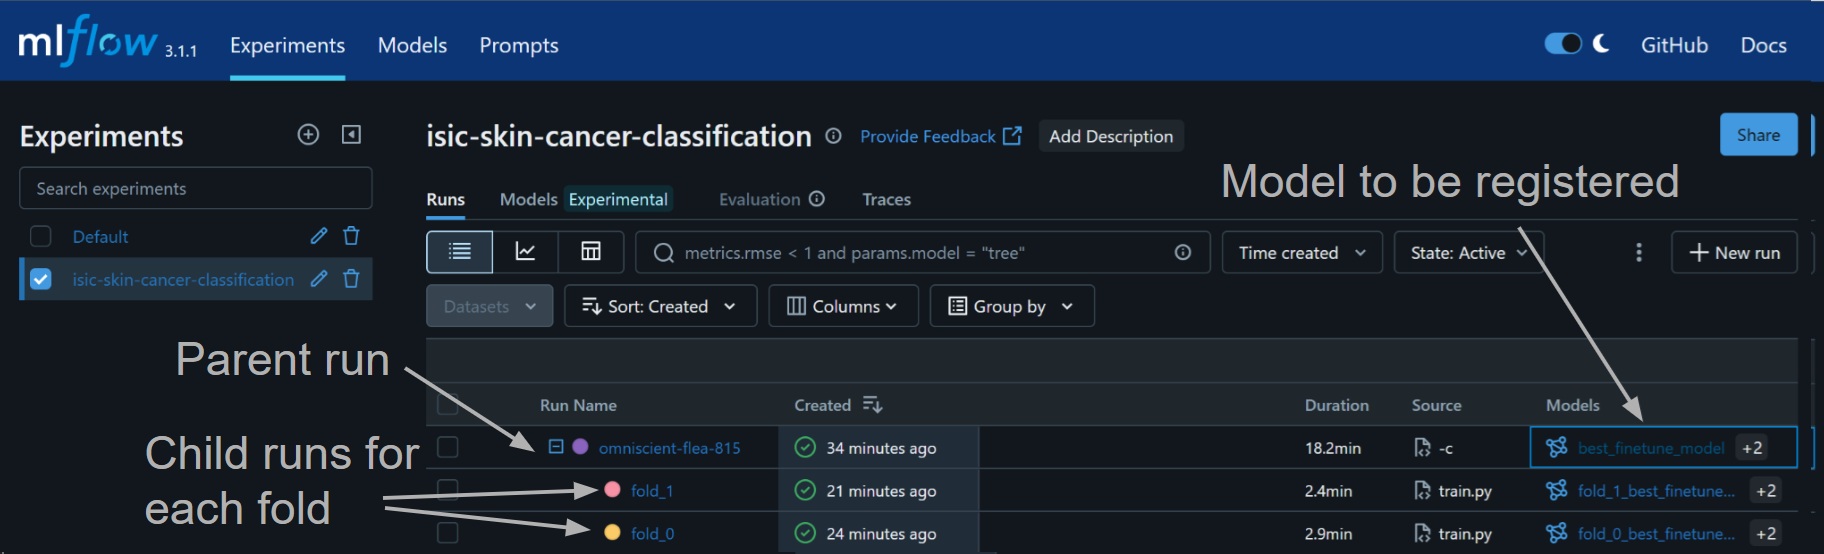 mlflow 3.1.1 Experiments Models Prompts GitHub Docs
Experiments
Search experiments
Default
isic-skin-cancer-classification
isic-skin-cancer-classification Provide Feedback Add Description Share
Model to be registered
Runs Models Experimental Evaluation Traces
metrics.rmse < 1 and params.model = "tree" Time created State: Active New run
Datasets Sort: Created Columns Group by
Parent run
Run Name Created Duration Source Models
Child runs for
each fold
omniscient-flea-815 34 minutes ago 18.2min -c best_finetune_model +2
fold_1 21 minutes ago 2.4min train.py fold_1_best_finetune... +2
fold_0 24 minutes ago 2.9min train.py fold_0_best_finetune... +2